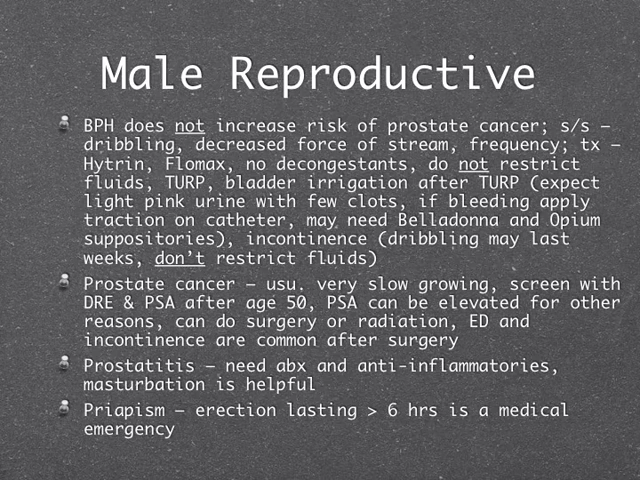 Male Reproductive
BPH does not increase risk of prostate cancer; s/s –
dribbling, decreased force of stream, frequency; tx –
Hytrin, Flomax, no decongestants, do not restrict
fluids, TURP, bladder irrigation after TURP (expect
light pink urine with few clots, if bleeding apply
traction on catheter, may need Belladonna and Opium
suppositories), incontinence (dribbling may last
weeks, don't restrict fluids)
Prostate cancer – usu. very slow growing, screen with
DRE & PSA after age 50, PSA can be elevated for other
reasons, can do surgery or radiation, ED and
incontinence are common after surgery
Prostatitis – need abx and anti-inflammatories,
masturbation is helpful
Priapism – erection lasting > 6 hrs is a medical
emergency